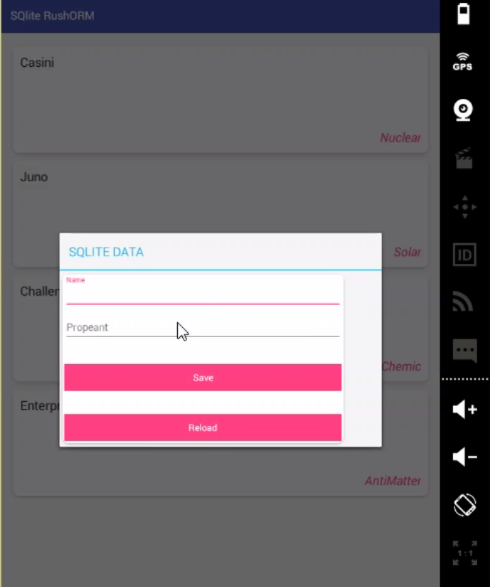 SQlite RushORM
Casini
Nuclear
GPS
Juno
Solar
SQLITE DATA
Name
Propeant
Challen
Chemic
Save
Reload
Enterpr
AntiMatter
ID
1:1